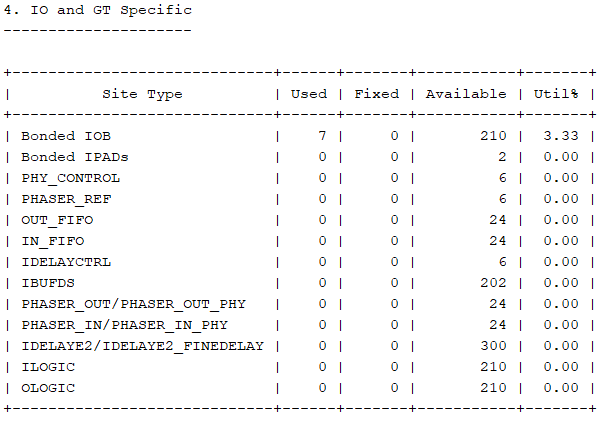 4. IO and GT Specific
---------------------
+-----------------------------+------+-------+-----------+-------+
|          Site Type          | Used | Fixed | Available | Util% |
+-----------------------------+------+-------+-----------+-------+
| Bonded IOB                  |    7 |     0 |       210 |  3.33 |
| Bonded IPADs                |    0 |     0 |         2 |  0.00 |
| PHY_CONTROL                 |    0 |     0 |         6 |  0.00 |
| PHASER_REF                  |    0 |     0 |         6 |  0.00 |
| OUT_FIFO                    |    0 |     0 |        24 |  0.00 |
| IN_FIFO                     |    0 |     0 |        24 |  0.00 |
| IDELAYCTRL                  |    0 |     0 |         6 |  0.00 |
| IBUFDS                      |    0 |     0 |       202 |  0.00 |
| PHASER_OUT/PHASER_OUT_PHY   |    0 |     0 |        24 |  0.00 |
| PHASER_IN/PHASER_IN_PHY     |    0 |     0 |        24 |  0.00 |
| IDELAYE2/IDELAYE2_FINEDELAY |    0 |     0 |       300 |  0.00 |
| ILOGIC                      |    0 |     0 |       210 |  0.00 |
| OLOGIC                      |    0 |     0 |       210 |  0.00 |
+-----------------------------+------+-------+-----------+-------+